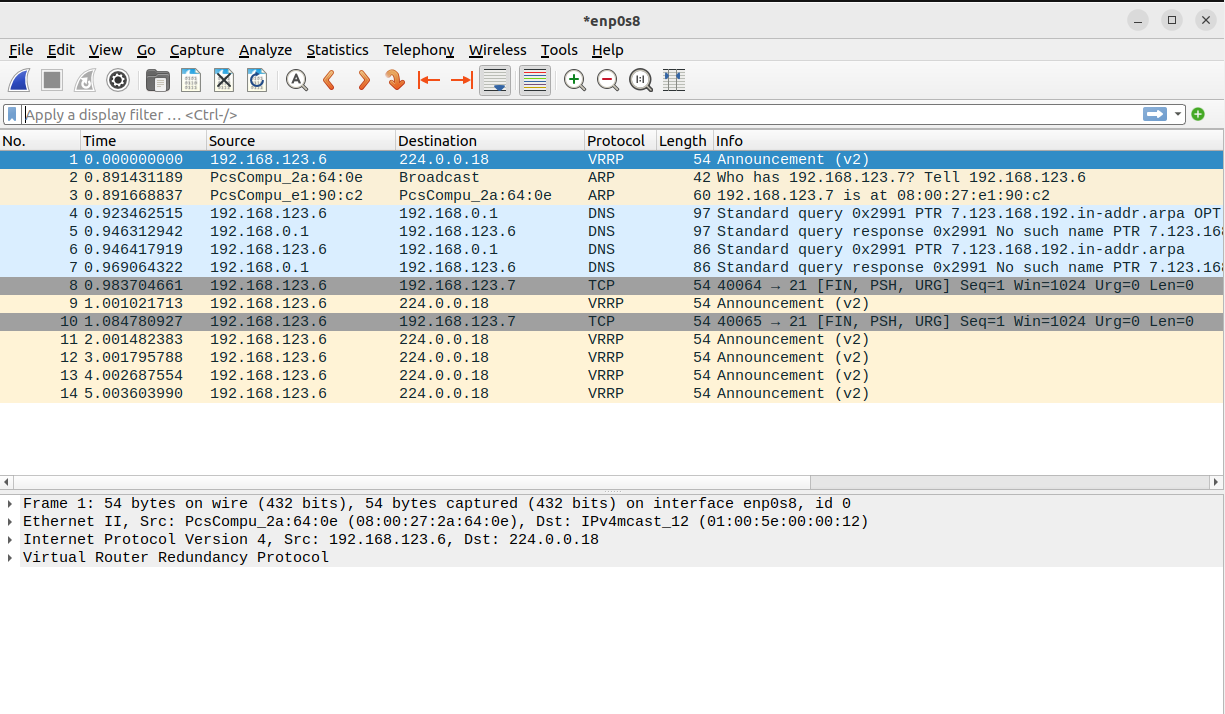 *enp0s8
File Edit View Go Capture Analyze Statistics Telephony Wireless Tools Help
Apply a display filter … <Ctrl-/>
No. Time Source Destination Protocol Length Info
1 0.000000000 192.168.123.6 224.0.0.18 VRRP 54 Announcement (v2)
2 0.891431189 PcsCompu_2a:64:0e Broadcast ARP 42 Who has 192.168.123.7? Tell 192.168.123.6
3 0.891668837 PcsCompu_e1:90:c2 PcsCompu_2a:64:0e ARP 60 192.168.123.7 is at 08:00:27:e1:90:c2
4 0.923462515 192.168.123.6 192.168.0.1 DNS 97 Standard query 0x2991 PTR 7.123.168.192.in-addr.arpa OPT
5 0.946312942 192.168.0.1 192.168.123.6 DNS 97 Standard query response 0x2991 No such name PTR 7.123.168
6 0.946417919 192.168.123.6 192.168.0.1 DNS 86 Standard query 0x2991 PTR 7.123.168.192.in-addr.arpa
7 0.969064322 192.168.0.1 192.168.123.6 DNS 86 Standard query response 0x2991 No such name PTR 7.123.168
8 0.983704661 192.168.123.6 192.168.123.7 TCP 54 40064 → 21 [FIN, PSH, URG] Seq=1 Win=1024 Urg=0 Len=0
9 1.001021713 192.168.123.6 224.0.0.18 VRRP 54 Announcement (v2)
10 1.084780927 192.168.123.6 192.168.123.7 TCP 54 40065 → 21 [FIN, PSH, URG] Seq=1 Win=1024 Urg=0 Len=0
11 2.001482383 192.168.123.6 224.0.0.18 VRRP 54 Announcement (v2)
12 3.001795788 192.168.123.6 224.0.0.18 VRRP 54 Announcement (v2)
13 4.002687554 192.168.123.6 224.0.0.18 VRRP 54 Announcement (v2)
14 5.003603990 192.168.123.6 224.0.0.18 VRRP 54 Announcement (v2)
Frame 1: 54 bytes on wire (432 bits), 54 bytes captured (432 bits) on interface enp0s8, id 0
Ethernet II, Src: PcsCompu_2a:64:0e (08:00:27:2a:64:0e), Dst: IPv4mcast_12 (01:00:5e:00:00:12)
Internet Protocol Version 4, Src: 192.168.123.6, Dst: 224.0.0.18
Virtual Router Redundancy Protocol